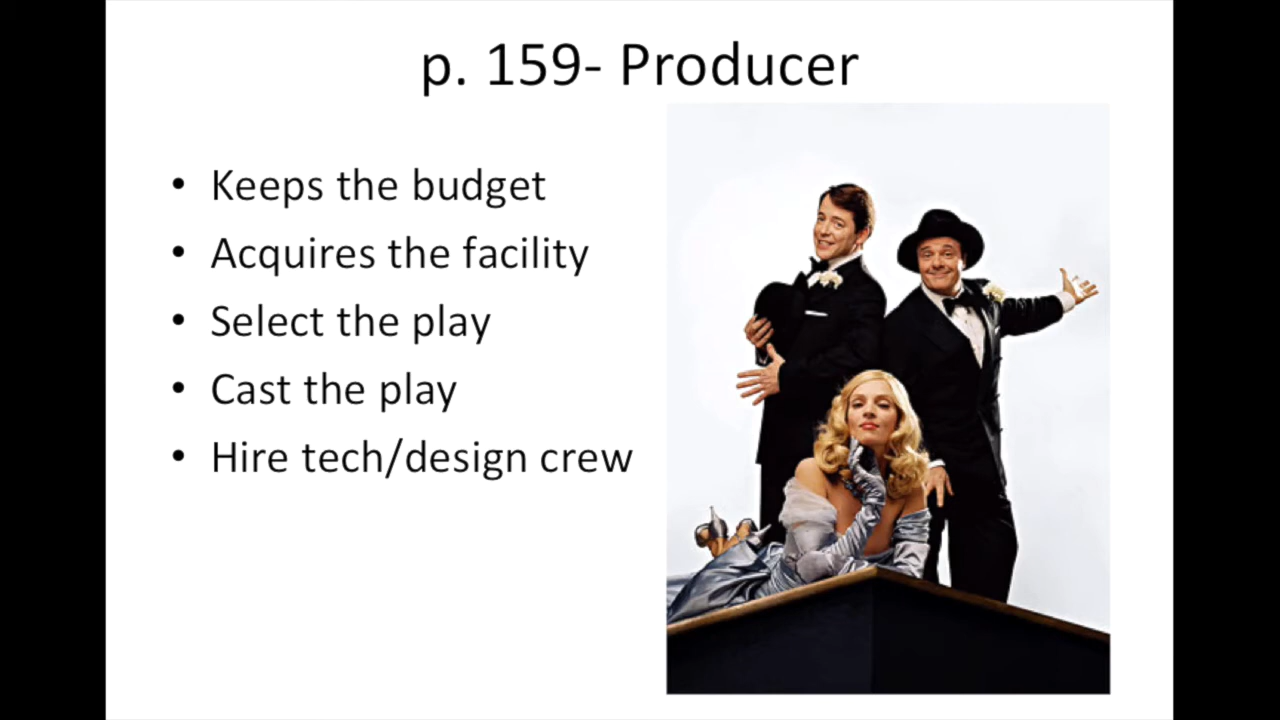 p. 159- Producer
• Keeps the budget
• Acquires the facility
• Select the play
• Cast the play
• Hire tech/design crew